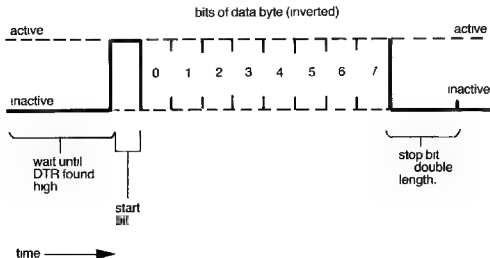 bits of data byte (inverted)
active
active
0 1 2 3 4 5 6 7
inactive
inactive
wait until
DTR found
high
start
bit
stop bit
double
length.
time